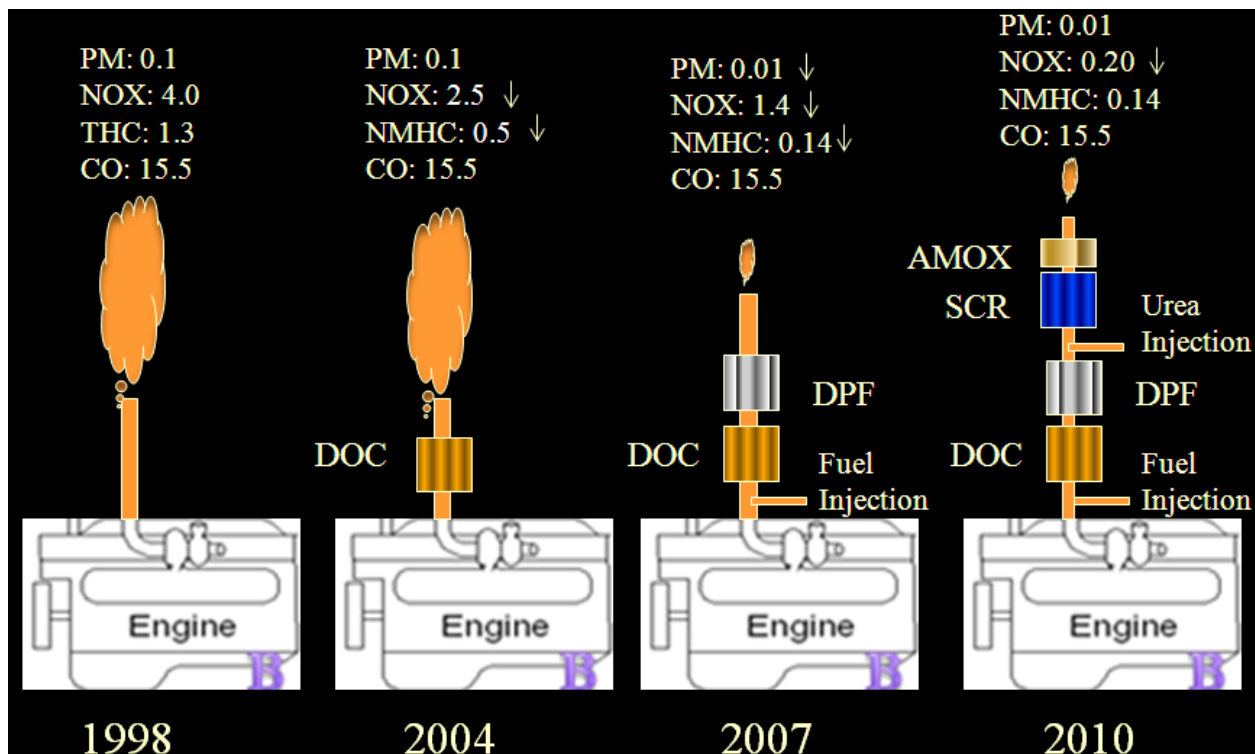 PM: 0.1
NOX: 4.0
THC: 1.3
CO: 15.5
Engine
B
1998
PM: 0.1
NOX: 2.5 ↓
NMHC: 0.5 ↓
CO: 15.5
DOC
Engine
B
2004
PM: 0.01 ↓
NOX: 1.4 ↓
NMHC: 0.14↓
CO: 15.5
DPF
DOC
Fuel
Injection
Engine
B
2007
PM: 0.01
NOX: 0.20 ↓
NMHC: 0.14
CO: 15.5
AMOX
SCR
Urea
Injection
DPF
DOC
Fuel
Injection
Engine
B
2010